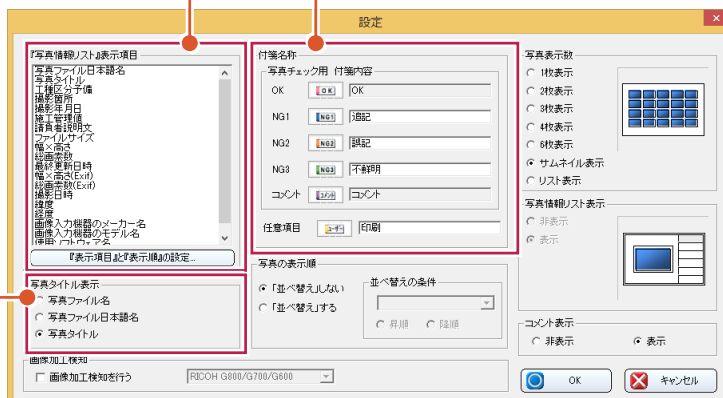 設定
×
『写真情報リスト』表示項目
写真ファイル日本語名
写真タイトル
工種区分予備
撮影箇所
撮影年月日
施工管理値
請負者説明文
ファイルサイズ
幅×高さ
総画素数
最終更新日時
幅×高さ(Exif)
総画素数(Exif)
撮影日時
緯度
経度
画像入力機器のメーカー名
画像入力機器のモデル名
使用ソフトウェア名
『表示項目』と『表示順』の設定...
写真タイトル表示
写真ファイル名
写真ファイル日本語名
写真タイトル
画像加工検知
画像加工検知を行う
RICOH G800/G700/G600
付箋名称
写真チェック用 付箋内容
OK OK OK
NG1 NG1 追記
NG2 NG2 誤記
NG3 NG3 不鮮明
コメント コメント コメント
任意項目 ユーザー 印刷
写真の表示順
「並べ替え」しない
「並べ替え」する
並べ替えの条件
昇順 降順
写真表示数
1枚表示
2枚表示
3枚表示
4枚表示
6枚表示
サムネイル表示
リスト表示
写真情報リスト表示
非表示
表示
コメント表示
非表示 表示
OK キャンセル